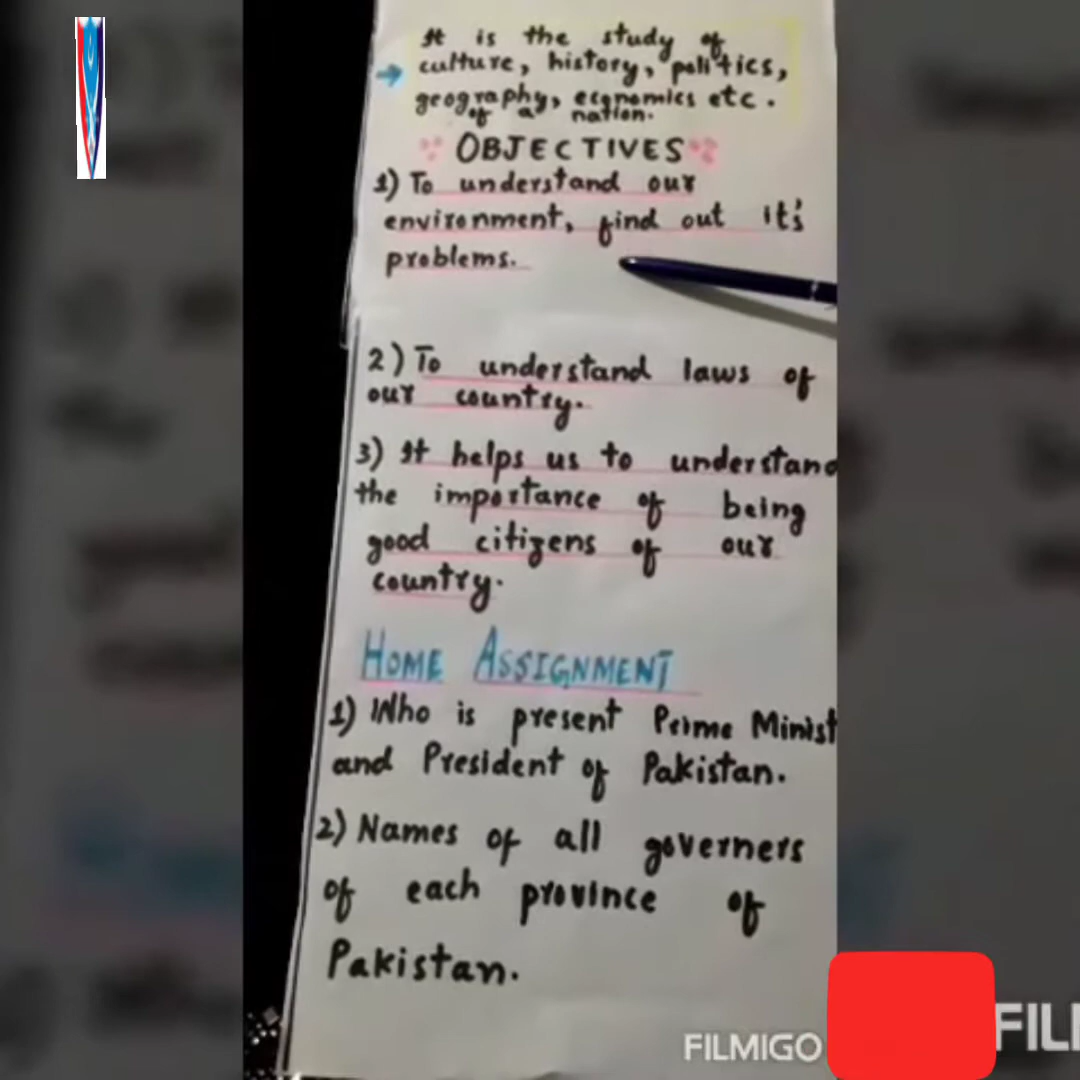 It is the study of
culture, history, politics,
geography, economics etc.
of a nation.
OBJECTIVES
1) To understand our
environment, find out it's
problems.
2) To understand laws of
our country.
3) It helps us to understand
the importance of being
good citizens of our
country.
HOME ASSIGNMENT
1) Who is present Prime Minist
and President of Pakistan.
2) Names of all governers
of each province of
Pakistan.
FILMIGO
FIL